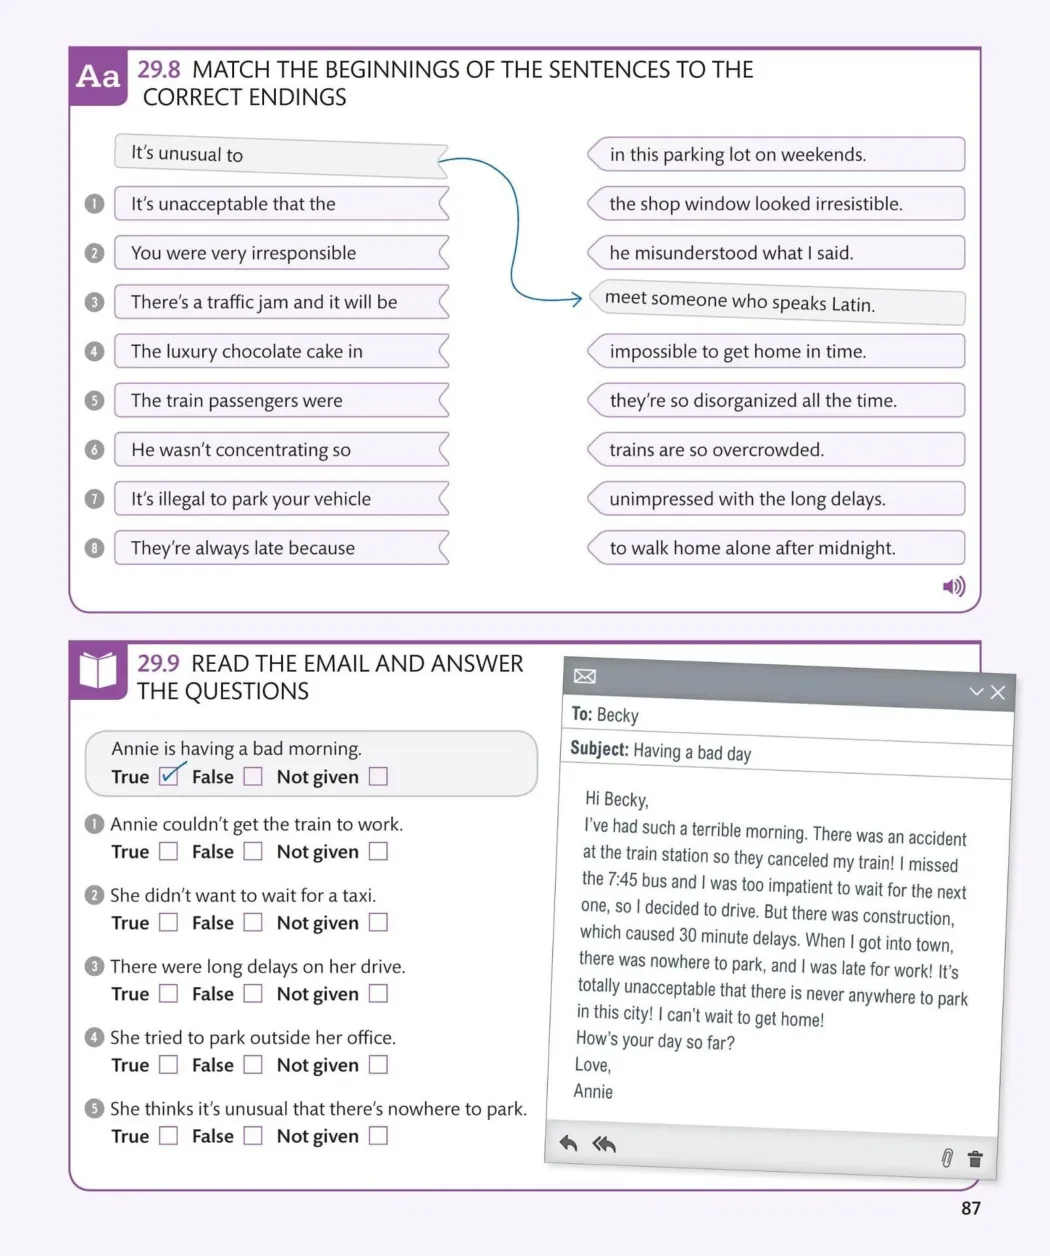 Aa
29.8 MATCH THE BEGINNINGS OF THE SENTENCES TO THE
CORRECT ENDINGS
It's unusual to
1 It's unacceptable that the
2 You were very irresponsible
3 There's a traffic jam and it will be
4 The luxury chocolate cake in
5 The train passengers were
6 He wasn't concentrating so
7 It's illegal to park your vehicle
8 They're always late because
in this parking lot on weekends.
the shop window looked irresistible.
he misunderstood what I said.
meet someone who speaks Latin.
impossible to get home in time.
they're so disorganized all the time.
trains are so overcrowded.
unimpressed with the long delays.
to walk home alone after midnight.
29.9 READ THE EMAIL AND ANSWER
THE QUESTIONS
Annie is having a bad morning.
True False Not given
1 Annie couldn't get the train to work.
True False Not given
2 She didn't want to wait for a taxi.
True False Not given
3 There were long delays on her drive.
True False Not given
4 She tried to park outside her office.
True False Not given
5 She thinks it's unusual that there's nowhere to park.
True False Not given
To: Becky
Subject: Having a bad day
Hi Becky,
I've had such a terrible morning. There was an accident
at the train station so they canceled my train! I missed
the 7:45 bus and I was too impatient to wait for the next
one, so I decided to drive. But there was construction,
which caused 30 minute delays. When I got into town,
there was nowhere to park, and I was late for work! It's
totally unacceptable that there is never anywhere to park
in this city! I can't wait to get home!
How's your day so far?
Love,
Annie
87